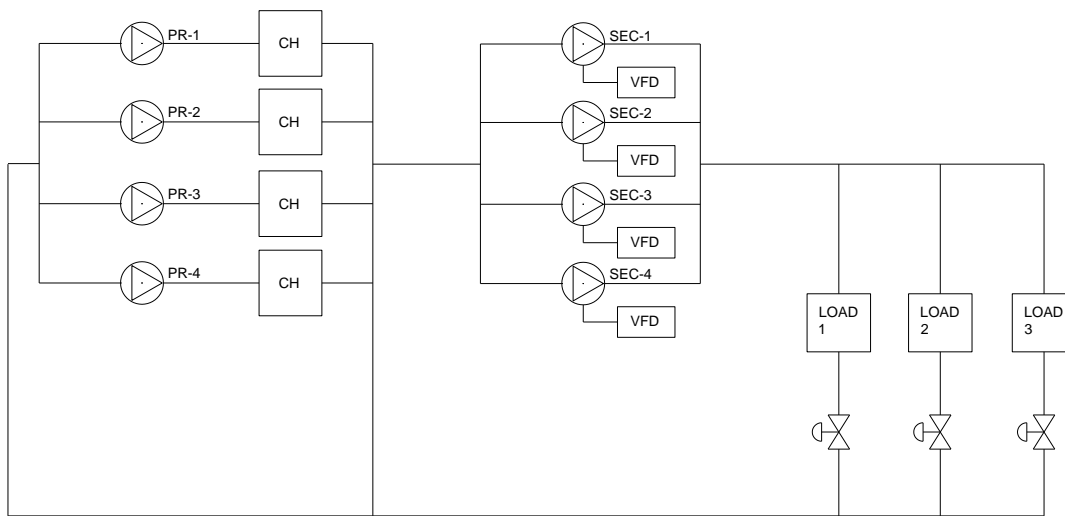 PR-1
CH
PR-2
CH
PR-3
CH
PR-4
CH
SEC-1
VFD
SEC-2
VFD
SEC-3
VFD
SEC-4
VFD
LOAD
1
LOAD
2
LOAD
3